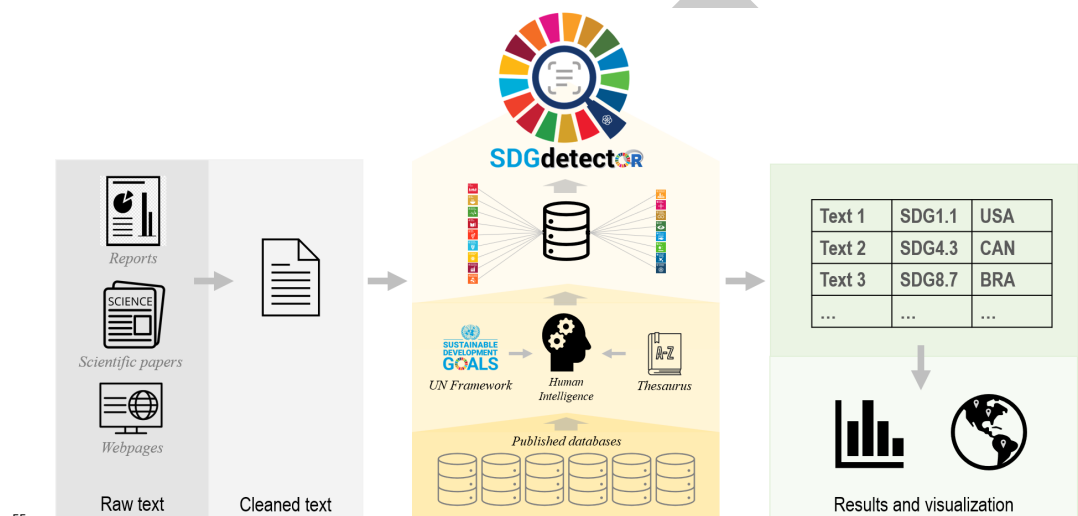 SDGdetector
R
Reports
SCIENCE
Scientific papers
Webpages
Raw text
Cleaned text
SUSTAINABLE
DEVELOPMENT
GOALS
UN Framework
Human
Intelligence
A-Z
Thesaurus
Published databases
Text 1 SDG1.1 USA
Text 2 SDG4.3 CAN
Text 3 SDG8.7 BRA
... ... ...
Results and visualization